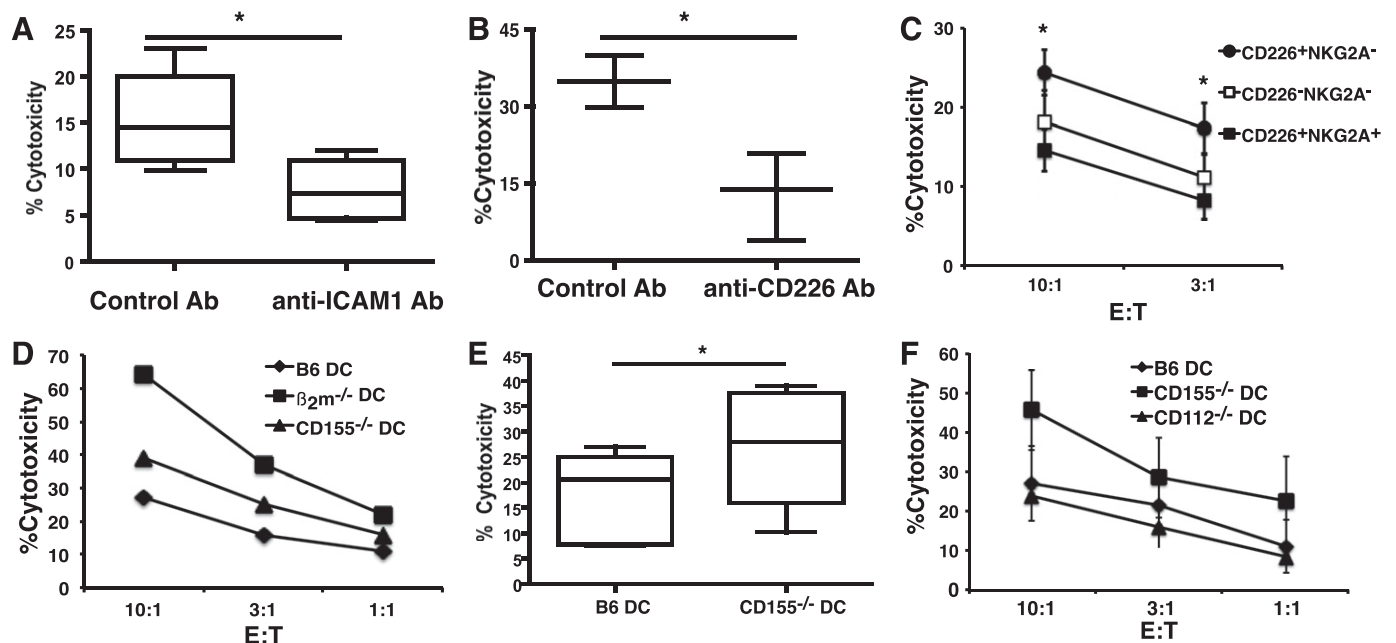 A
% Cytotoxicity
25
20
15
10
5
0
*
Control Ab
anti-ICAM1 Ab
B
%Cytotoxicity
45
30
15
0
*
Control Ab
anti-CD226 Ab
C
%Cytotoxicity
30
20
10
0
*
*
CD226⁺NKG2A⁻
CD226⁻NKG2A⁻
CD226⁺NKG2A⁺
10:1
3:1
E:T
D
%Cytotoxicity
70
60
50
40
30
20
10
0
B6 DC
β₂m⁻/⁻ DC
CD155⁻/⁻ DC
10:1
3:1
1:1
E:T
E
% Cytotoxicity
45
40
35
30
25
20
15
10
5
0
*
B6 DC
CD155⁻/⁻ DC
F
%Cytotoxicity
60
50
40
30
20
10
0
B6 DC
CD155⁻/⁻ DC
CD112⁻/⁻ DC
10:1
3:1
1:1
E:T